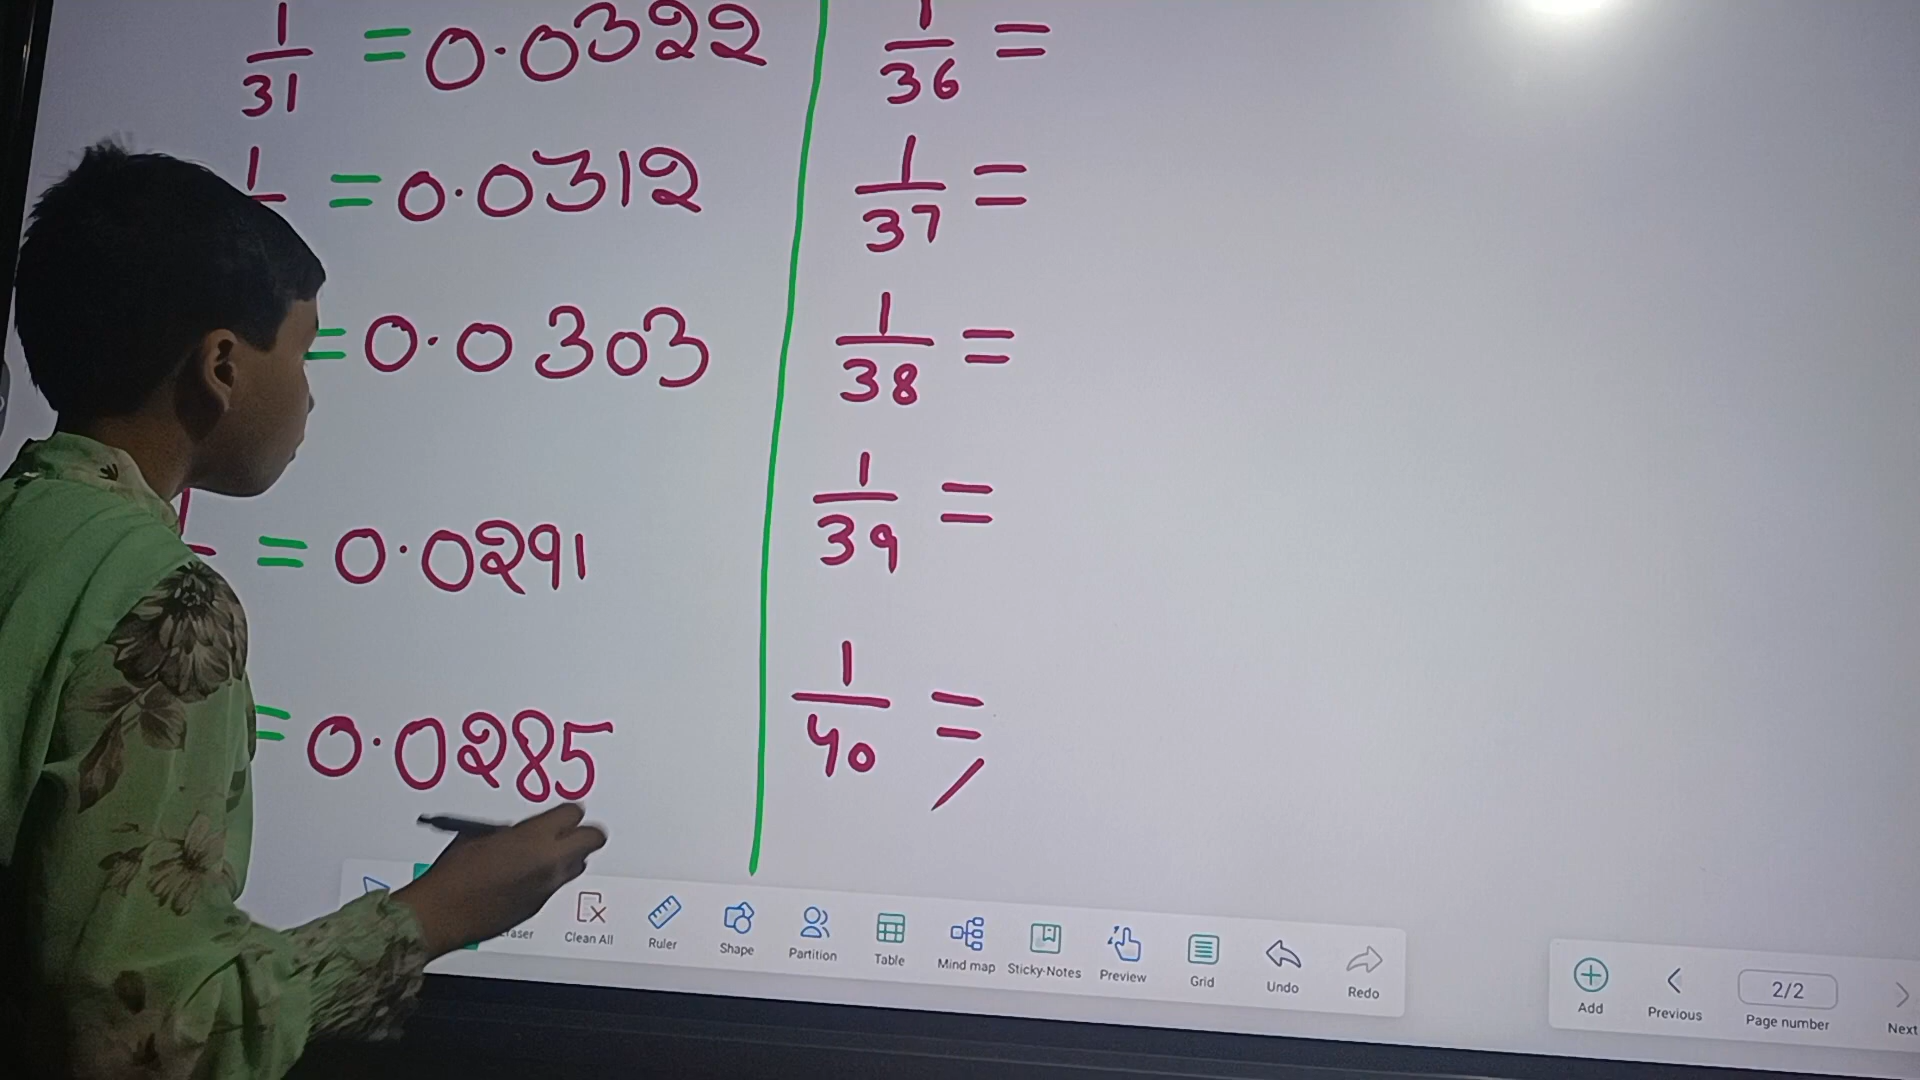 1/31 = 0.0322
1/ = 0.0312
= 0.0303
1/ = 0.0291
= 0.0285
1/36 =
1/37 =
1/38 =
1/39 =
1/40 =
Clean All
Ruler
Shape
Partition
Table
Mind map
Sticky-Notes
Preview
Grid
Undo
Redo
Add
Previous
2/2
Page number
Next